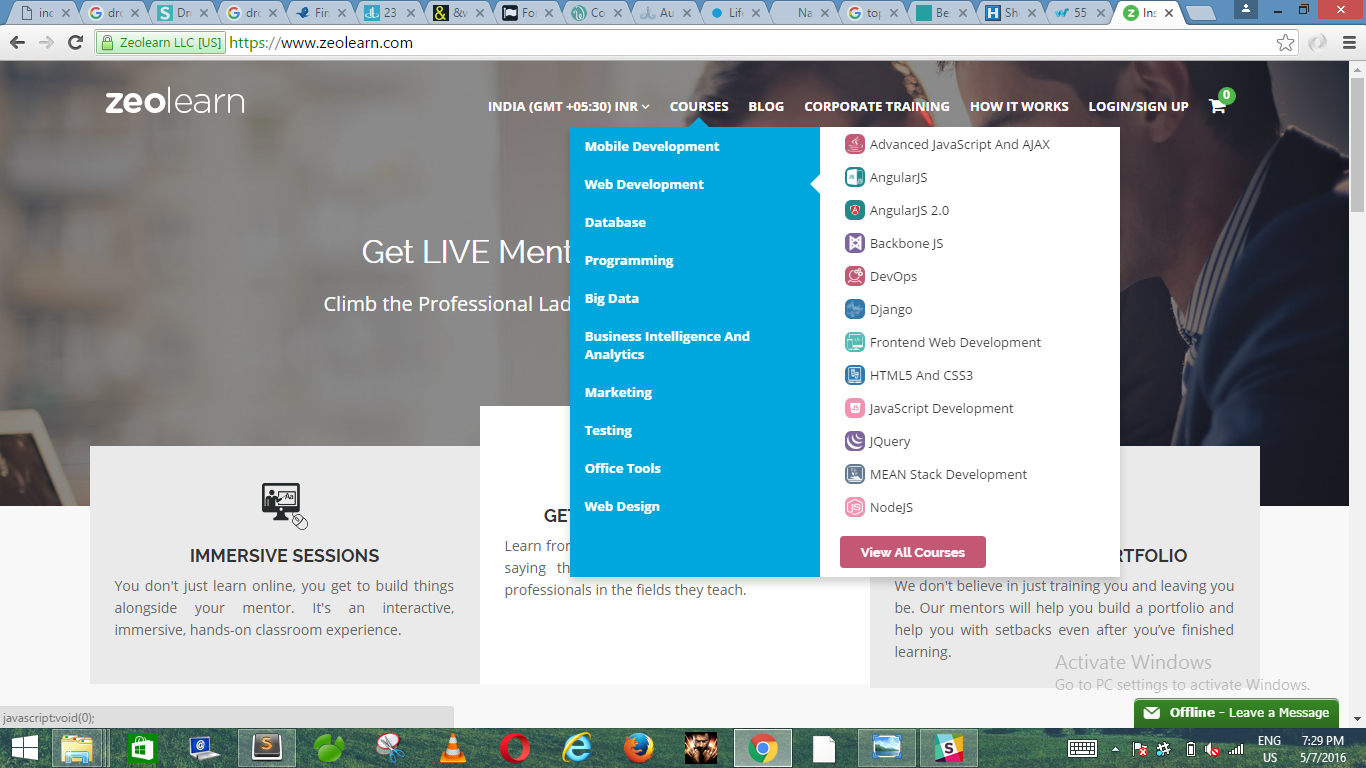 inc
dro
Dro
dro
Fin
23
&w
Fo
Co
Au
Life
Na
top
Be
Sh
55
Ins
Zeolearn LLC [US]
https://www.zeolearn.com
zeolearn
INDIA (GMT +05:30) INR
COURSES
BLOG
CORPORATE TRAINING
HOW IT WORKS
LOGIN/SIGN UP
0
Get LIVE Ment
Climb the Professional Lad
Mobile Development
Web Development
Database
Programming
Big Data
Business Intelligence And
Analytics
Marketing
Testing
Office Tools
Web Design
Advanced JavaScript And AJAX
AngularJS
AngularJS 2.0
Backbone JS
DevOps
Django
Frontend Web Development
HTML5 And CSS3
JavaScript Development
JQuery
MEAN Stack Development
NodeJS
View All Courses
IMMERSIVE SESSIONS
You don't just learn online, you get to build things
alongside your mentor. It's an interactive,
immersive, hands-on classroom experience.
GE
Learn from
saying th
professionals in the fields they teach.
RTFOLIO
We don't believe in just training you and leaving you
be. Our mentors will help you build a portfolio and
help you with setbacks even after you've finished
learning.
Activate Windows
Go to PC settings to activate Windows.
javascript:void(0);
Offline - Leave a Message
ENG
US
7:29 PM
5/7/2016